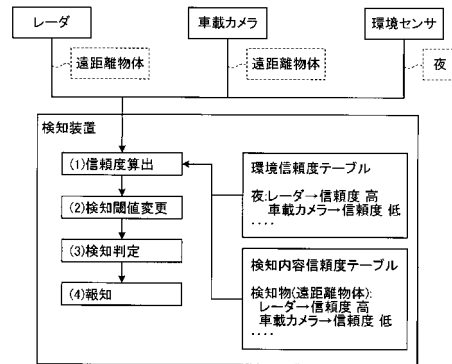 レーダ
車載カメラ
環境センサ
遠距離物体
遠距離物体
夜
検知装置
(1)信頼度算出
(2)検知閾値変更
(3)検知判定
(4)報知
環境信頼度テーブル
夜:レーダ→信頼度 高
車載カメラ→信頼度 低
‥‥
検知内容信頼度テーブル
検知物(遠距離物体):
レーダ→信頼度 高
車載カメラ→信頼度 低
‥‥